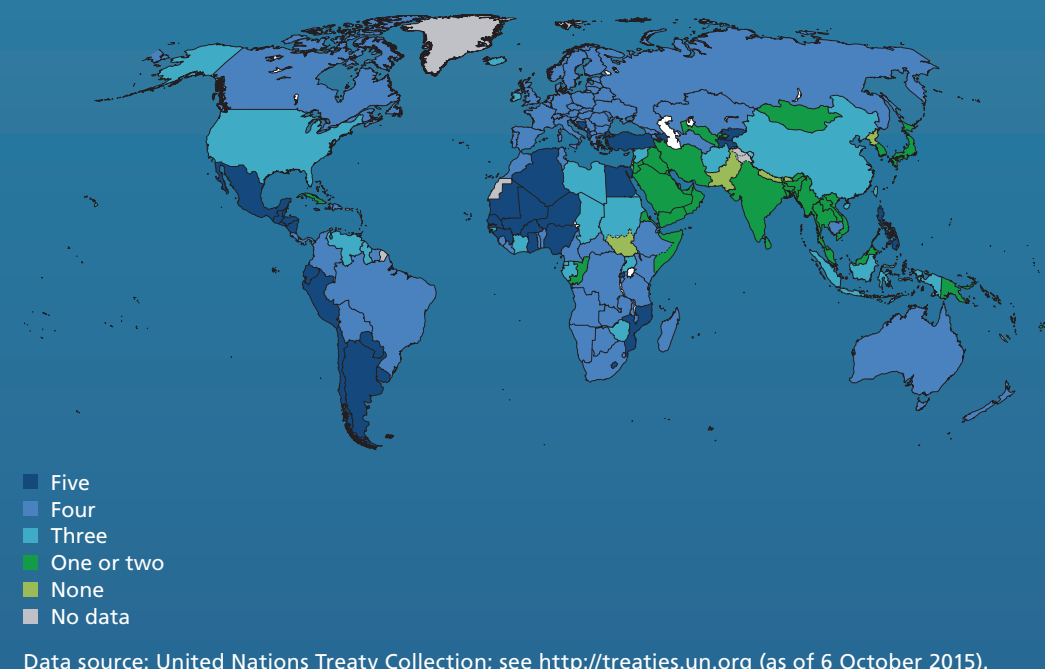 Five
Four
Three
One or two
None
No data
Data source: United Nations Treaty Collection; see http://treaties.un.org (as of 6 October 2015).